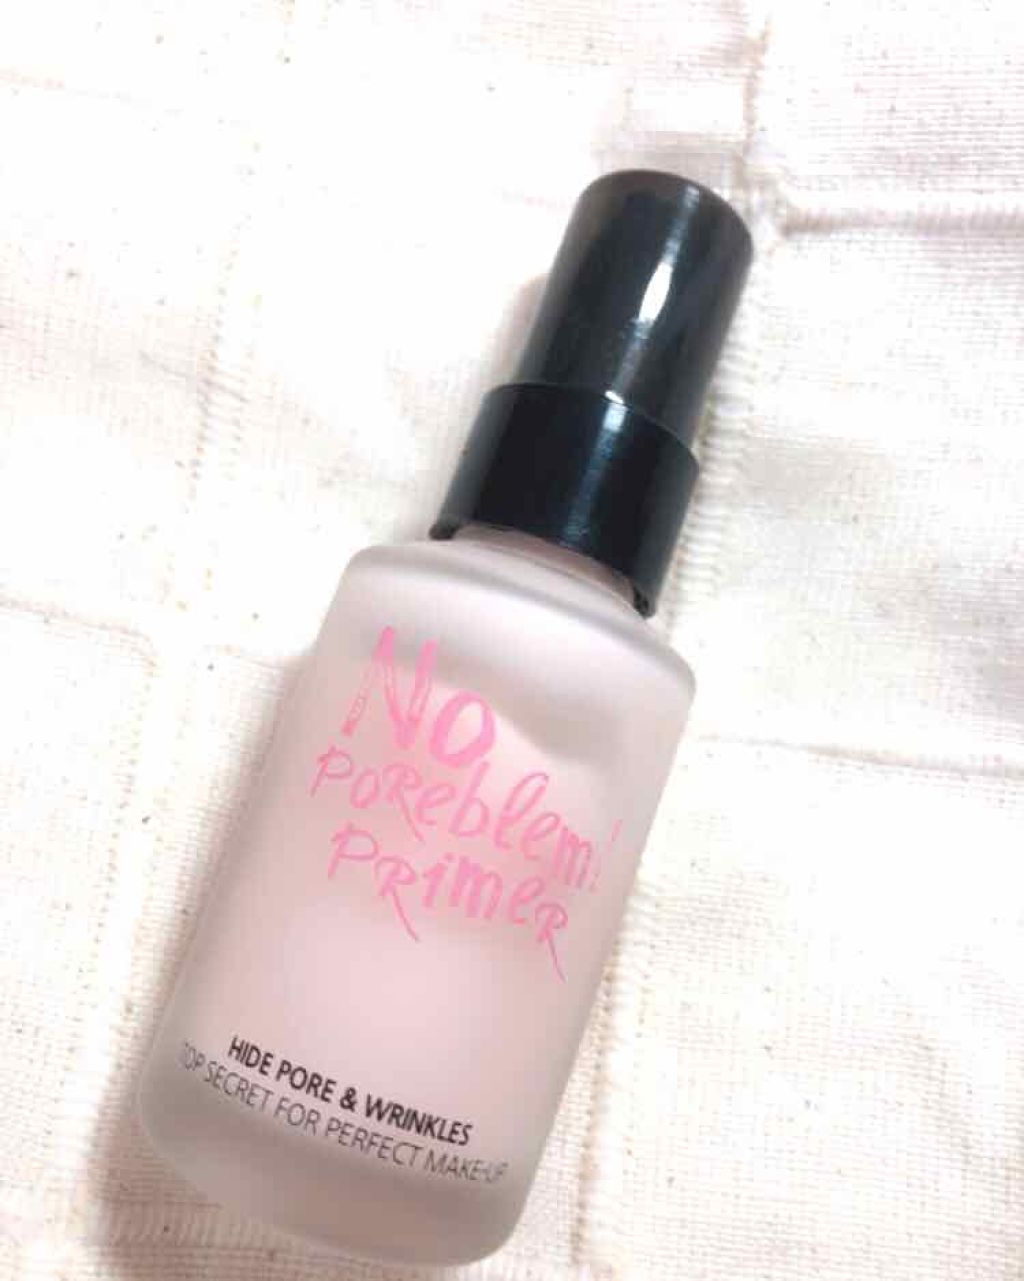 No
POReblem!
PRimeR
HIDE PORE & WRINKLES
TOP SECRET FOR PERFECT MAKE-UP